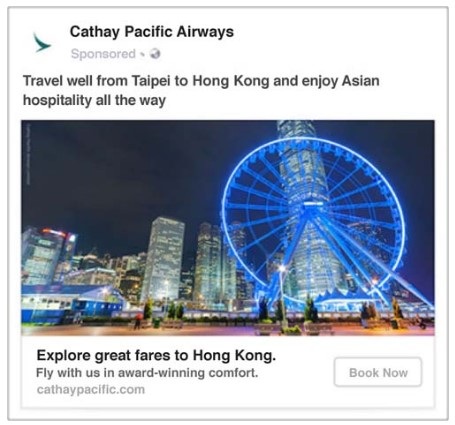 Cathay Pacific Airways
Sponsored
Travel well from Taipei to Hong Kong and enjoy Asian
hospitality all the way
Explore great fares to Hong Kong.
Fly with us in award-winning comfort.
Book Now
cathaypacific.com